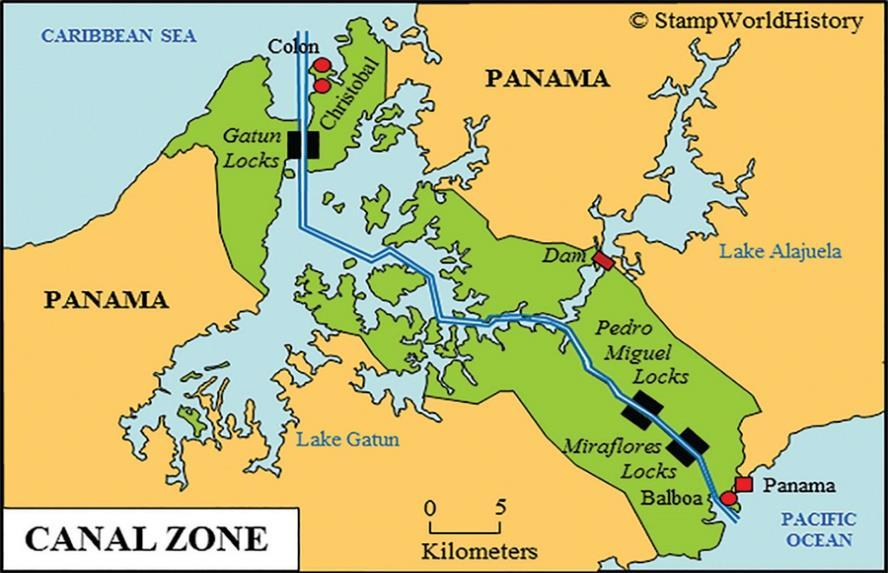 © StampWorldHistory
CARIBBEAN SEA
Colon
Christobal
PANAMA
Gatun
Locks
Dam
Lake Alajuela
PANAMA
Pedro
Miguel
Locks
Lake Gatun
Miraflores
Locks
Balboa
Panama
0 5
Kilometers
PACIFIC
OCEAN
CANAL ZONE